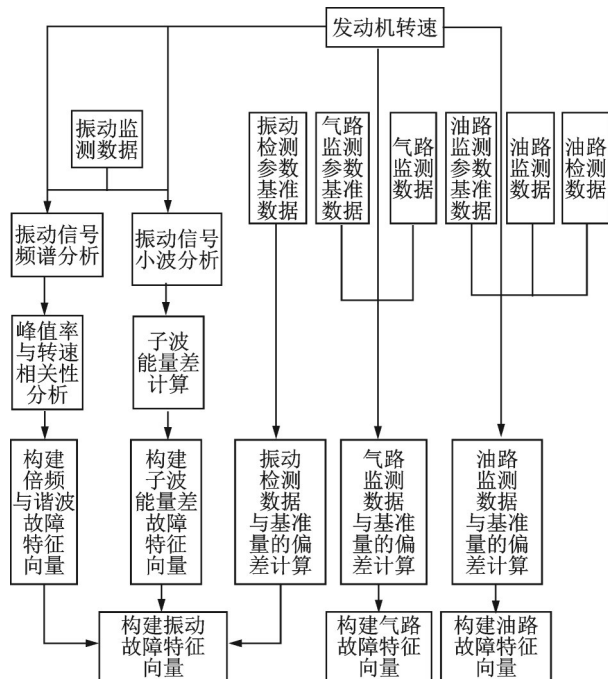 发动机转速
振动监
测数据
振动
检测
参数
基准
数据
气路
监测
参数
基准
数据
气路
监测
数据
油路
监测
参数
基准
数据
油路
监测
数据
油路
检测
数据
振动信号
频谱分析
振动信号
小波分析
峰值率
与转速
相关性
分析
子波
能量差
计算
构建
倍频
与谐波
故障
特征
向量
构建
子波
能量差
故障
特征
向量
振动
检测
数据
与基准
量的偏
差计算
气路
监测
数据
与基准
量的偏
差计算
油路
监测
数据
与基准
量的偏
差计算
构建振动
故障特征
向量
构建气路
故障特征
向量
构建油路
故障特征
向量